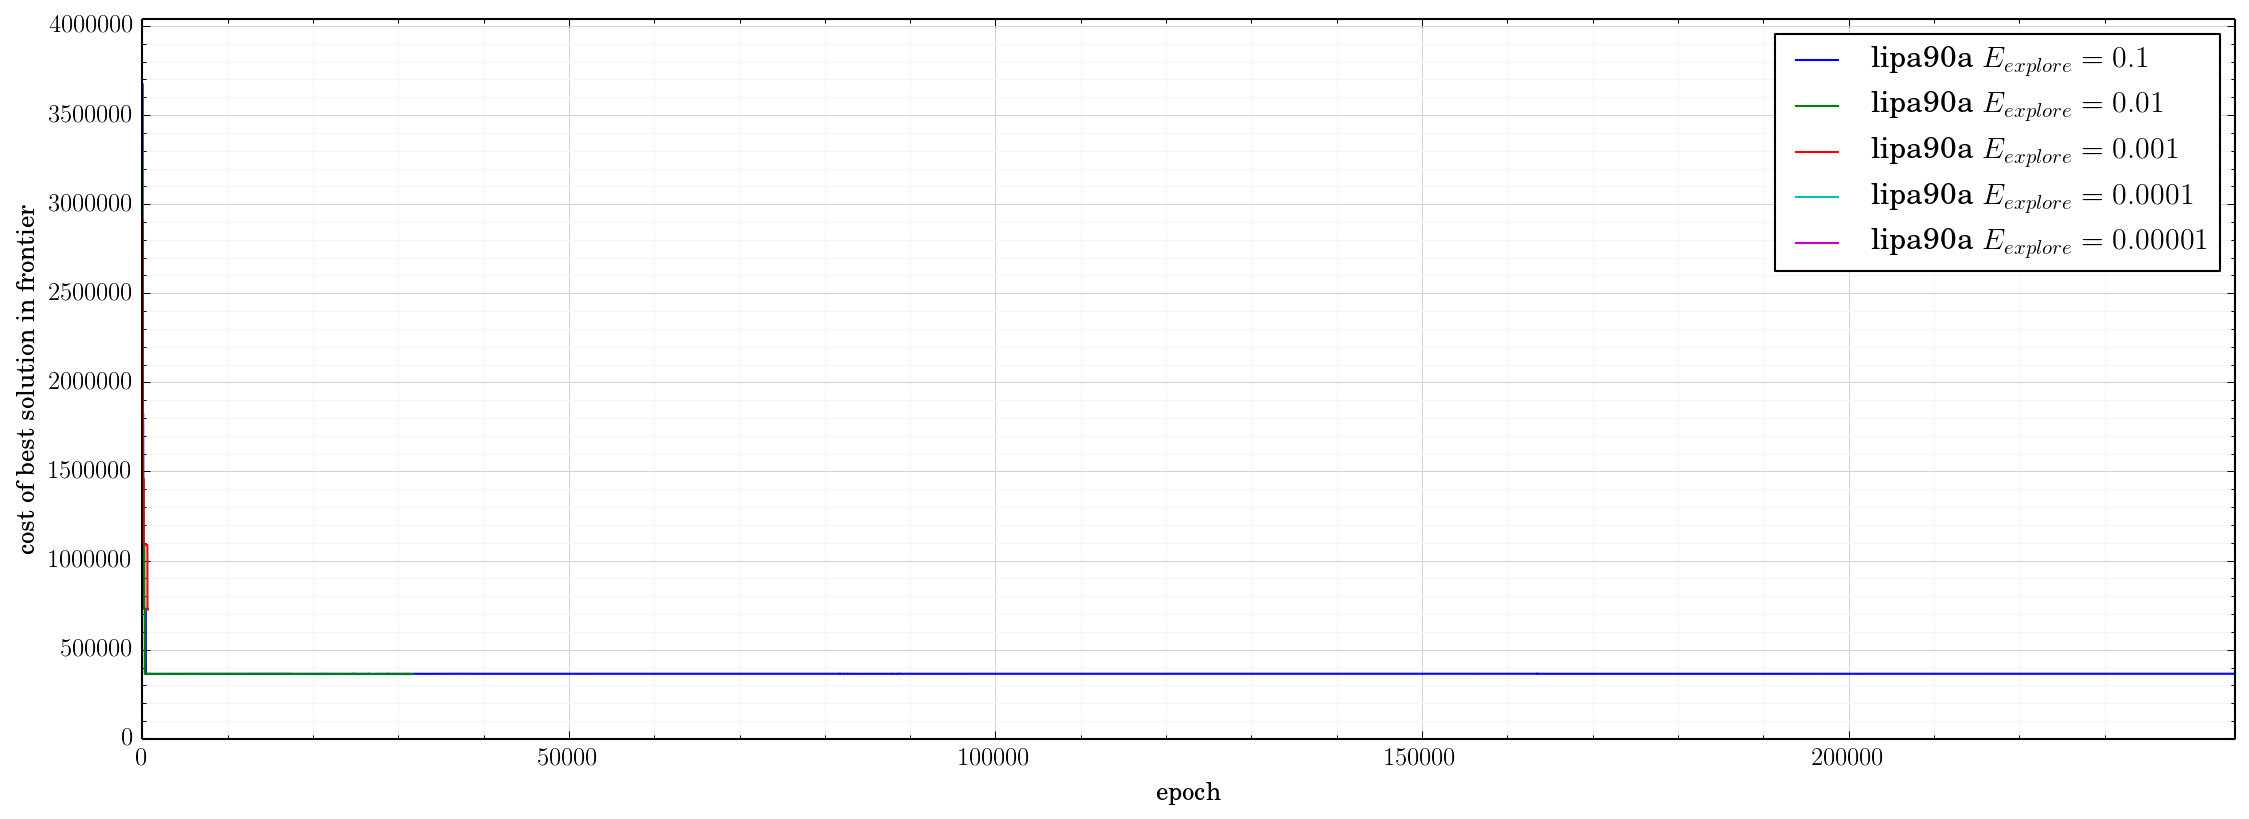 4000000
3500000
3000000
2500000
2000000
1500000
1000000
500000
0
cost of best solution in frontier
0 50000 100000 150000 200000
epoch
lipa90a E_explore = 0.1
lipa90a E_explore = 0.01
lipa90a E_explore = 0.001
lipa90a E_explore = 0.0001
lipa90a E_explore = 0.00001